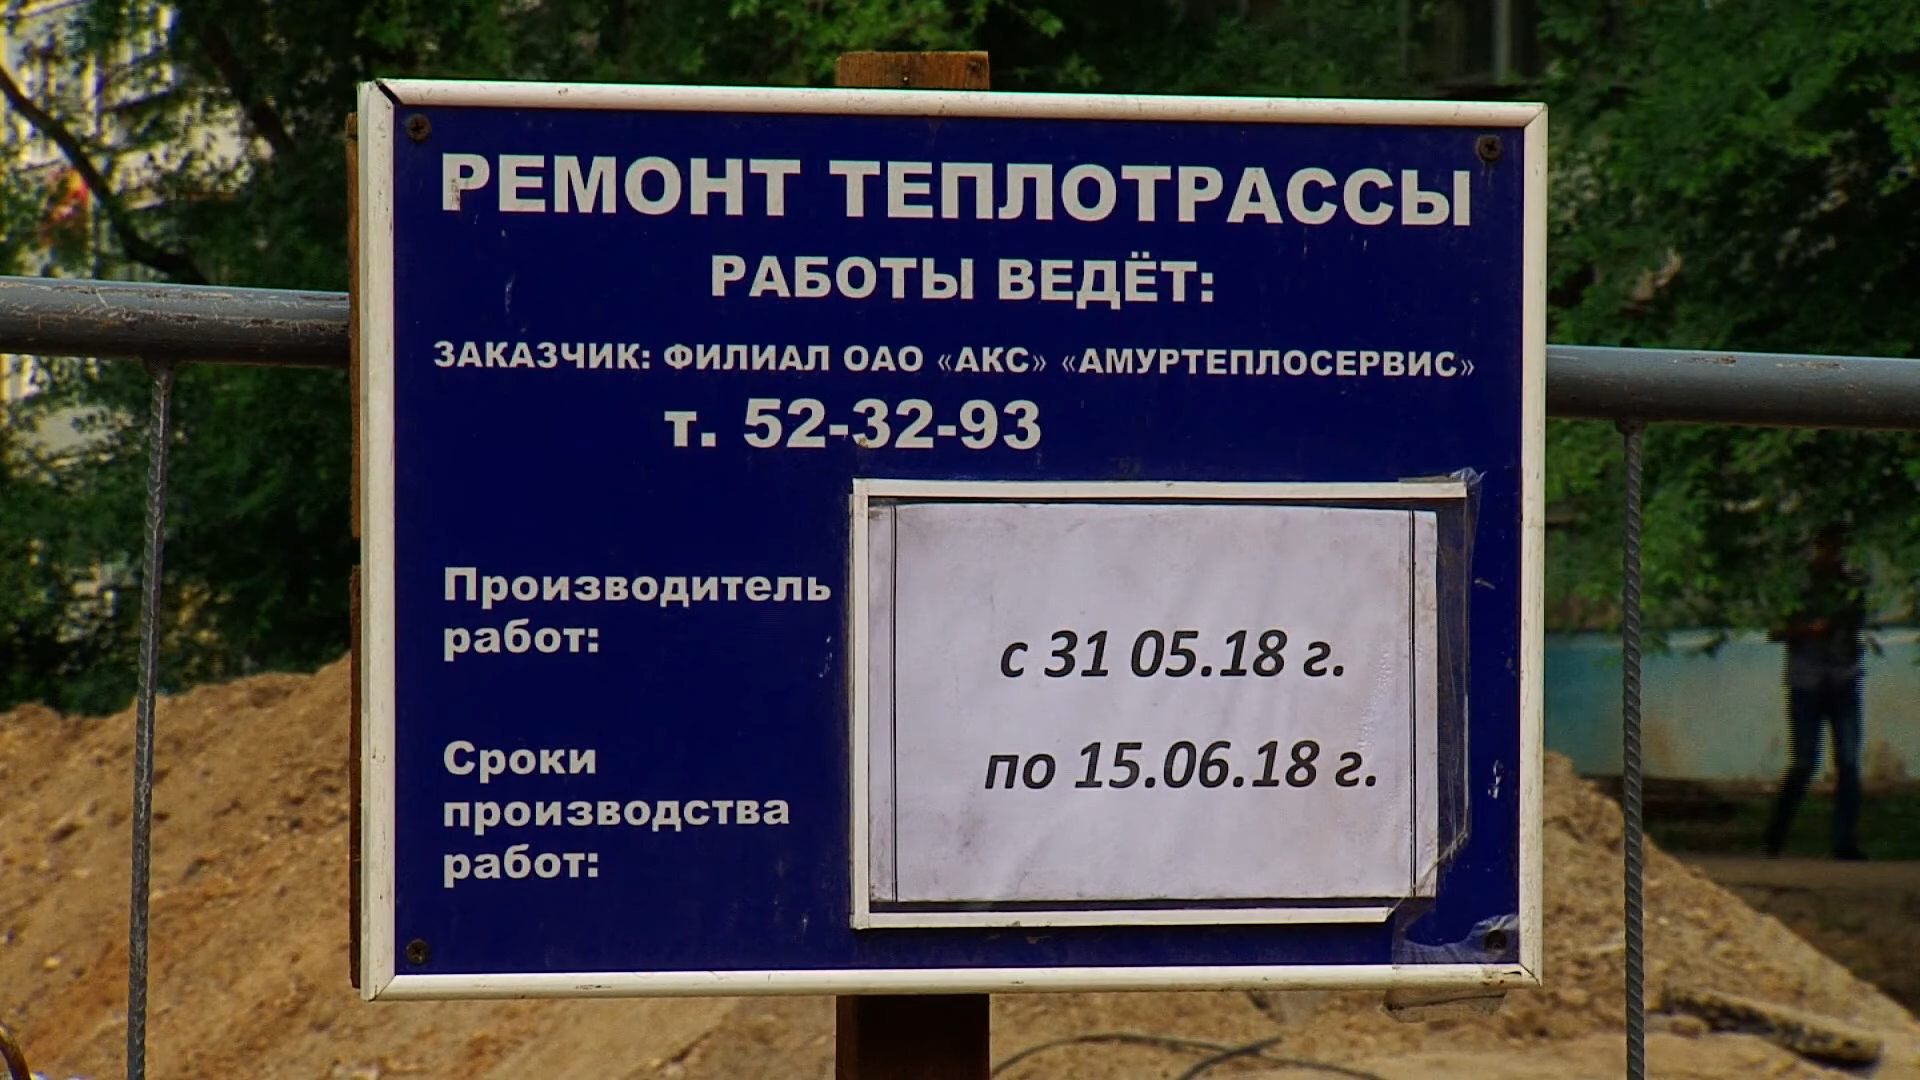 РЕМОНТ ТЕПЛОТРАССЫ
РАБОТЫ ВЕДЁТ:
ЗАКАЗЧИК: ФИЛИАЛ ОАО «АКС» «АМУРТЕПЛОСЕРВИС»
т. 52-32-93
Производитель
работ:
с 31 05.18 г.
по 15.06.18 г.
Сроки
производства
работ: